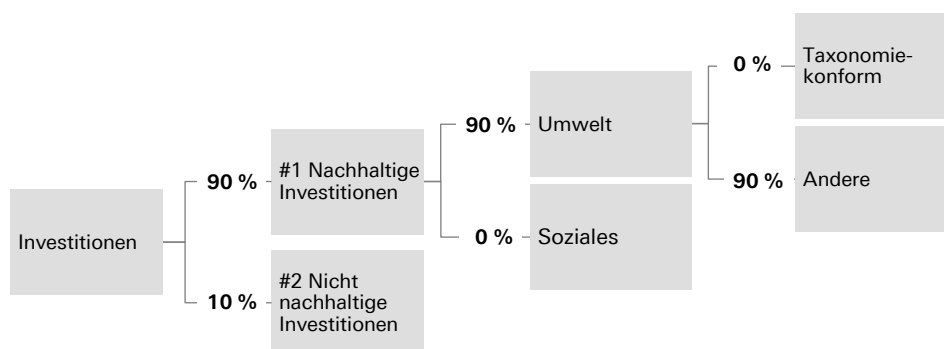 Investitionen
90 %
#1 Nachhaltige
Investitionen
10 %
#2 Nicht
nachhaltige
Investitionen
90 %
Umwelt
0 %
Soziales
0 %
Taxonomie-
konform
90 %
Andere